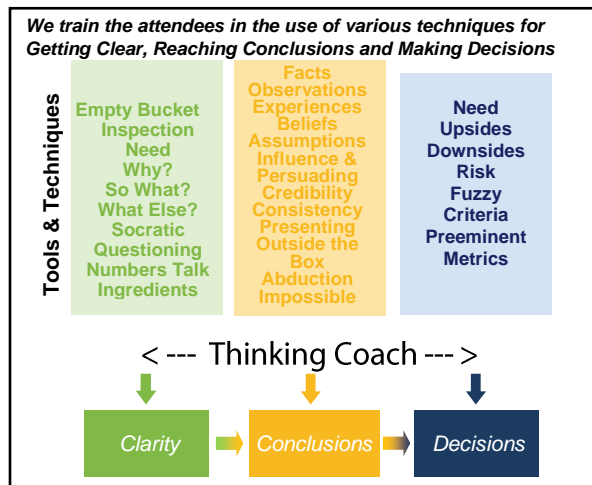 We train the attendees in the use of various techniques for
Getting Clear, Reaching Conclusions and Making Decisions
Tools & Techniques
Empty Bucket
Inspection
Need
Why?
So What?
What Else?
Socratic
Questioning
Numbers Talk
Ingredients
Facts
Observations
Experiences
Beliefs
Assumptions
Influence &
Persuading
Credibility
Consistency
Presenting
Outside the
Box
Abduction
Impossible
Need
Upsides
Downsides
Risk
Fuzzy
Criteria
Preeminent
Metrics
< --- Thinking Coach --- >
Clarity
Conclusions
Decisions